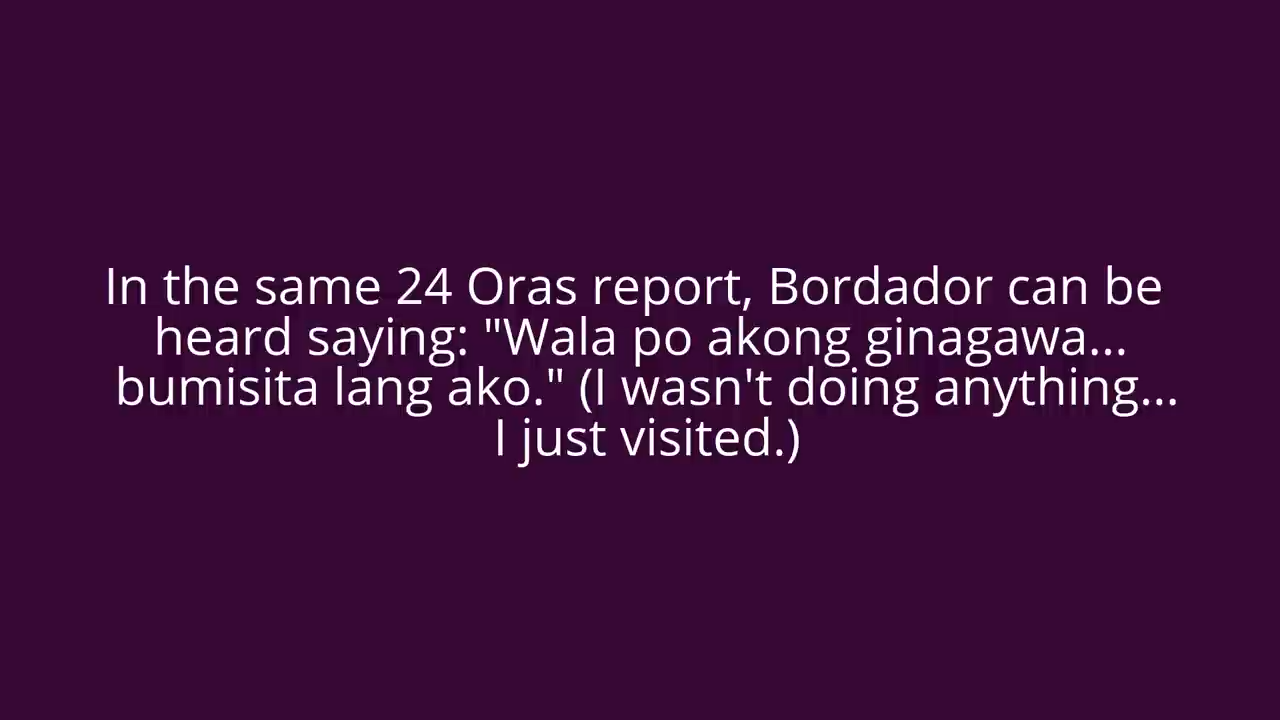 In the same 24 Oras report, Bordador can be
heard saying: "Wala po akong ginagawa...
bumisita lang ako." (I wasn't doing anything...
I just visited.)